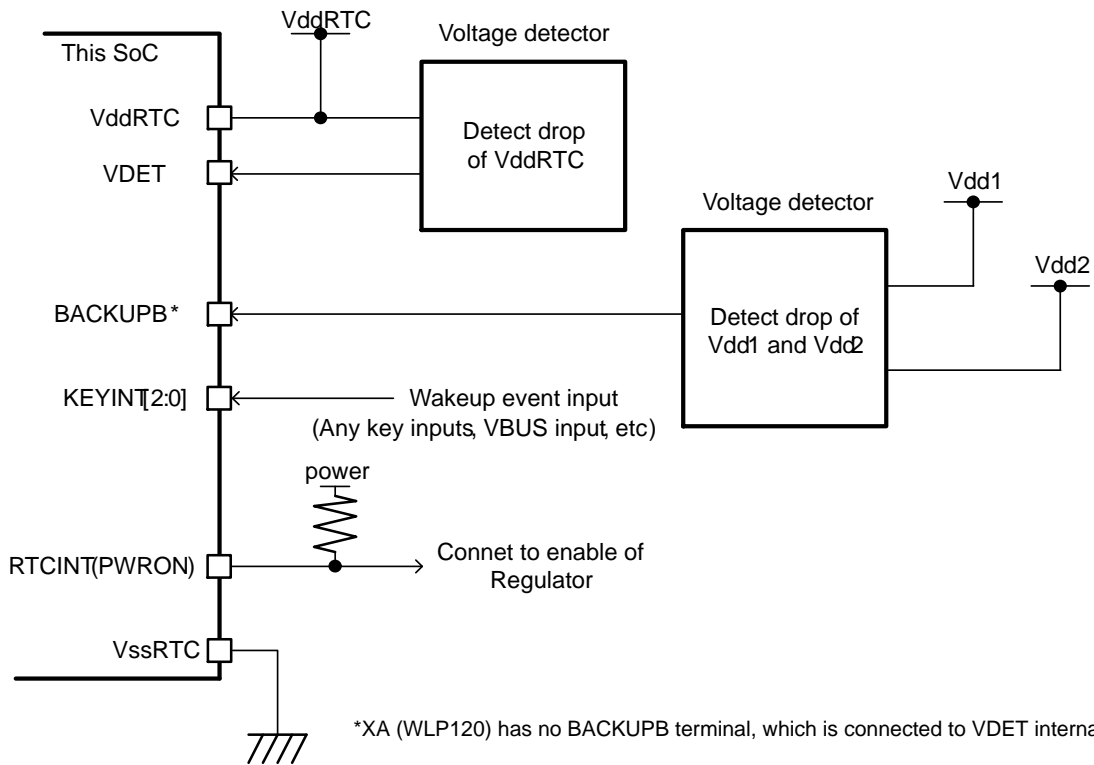 VddRTC
Voltage detector
This SoC
VddRTC
Detect drop
of VddRTC
VDET
Vdd1
Voltage detector
Vdd2
BACKUPB*
Detect drop of
Vdd1 and Vdd2
KEYINT[2:0]
Wakeup event input
(Any key inputs, VBUS input, etc)
power
RTCINT(PWRON)
Connet to enable of
Regulator
VssRTC
*XA (WLP120) has no BACKUPB terminal, which is connected to VDET interna